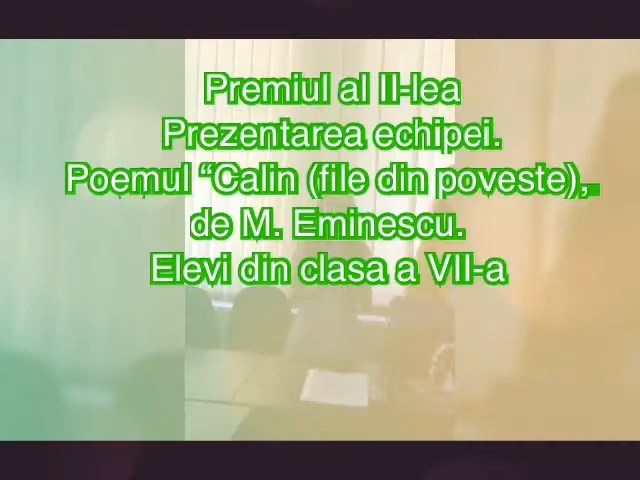 Premiul al II-lea
Prezentarea echipei.
Poemul “Calin (file din poveste),
de M. Eminescu.
Elevi din clasa a VII-a